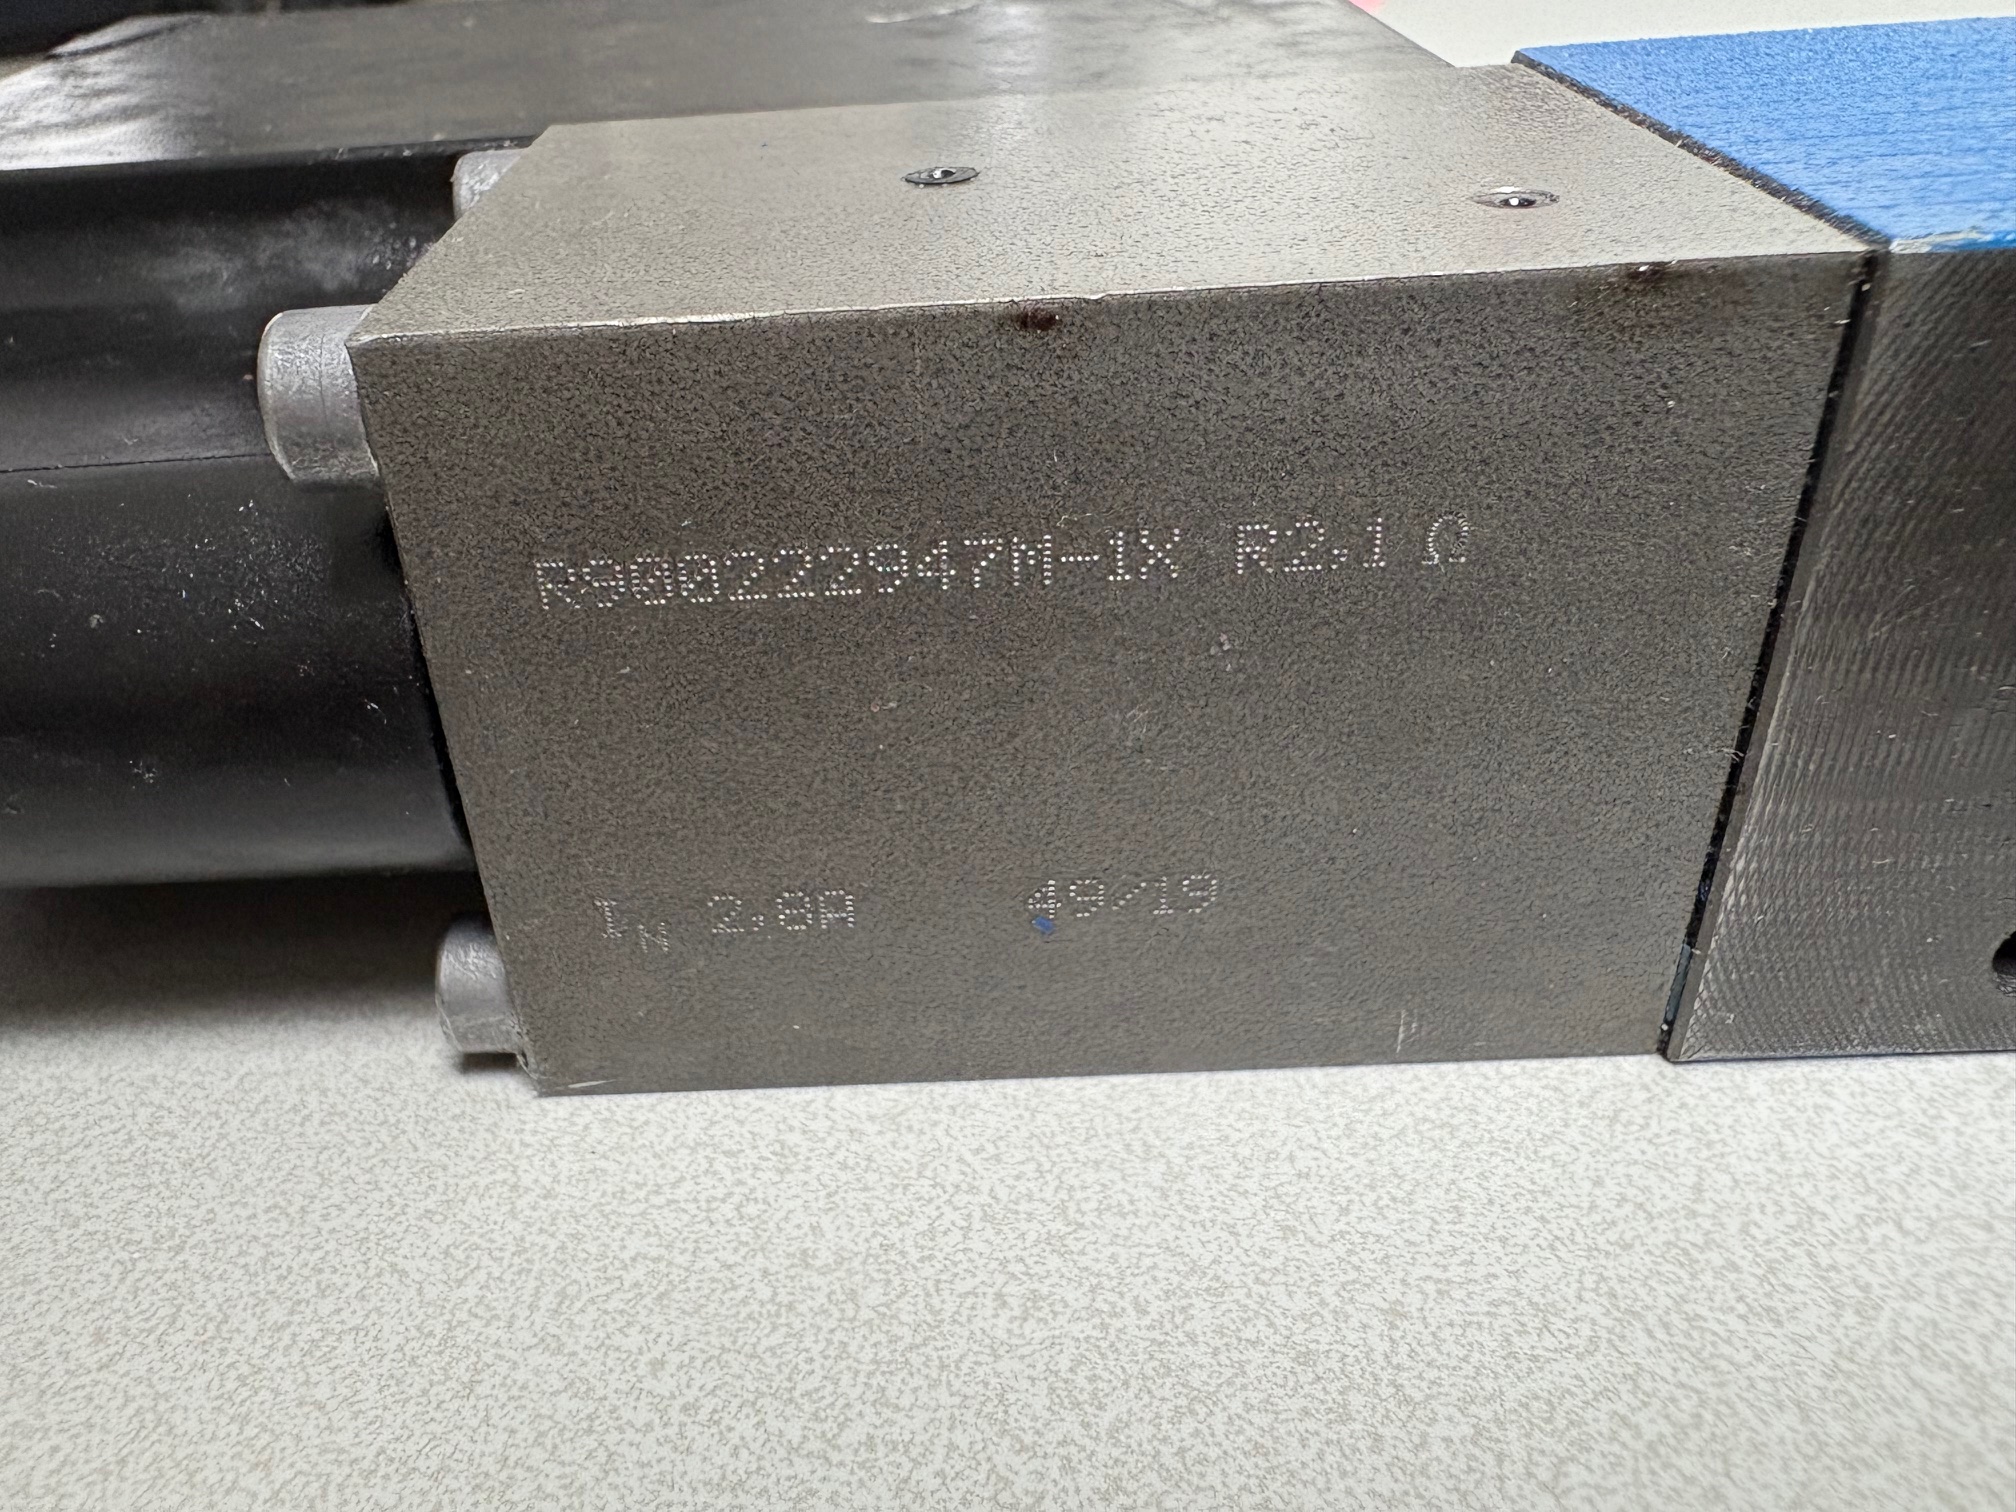 R900222947M-1X R2,1 Ω
IN 2,8A 49/19